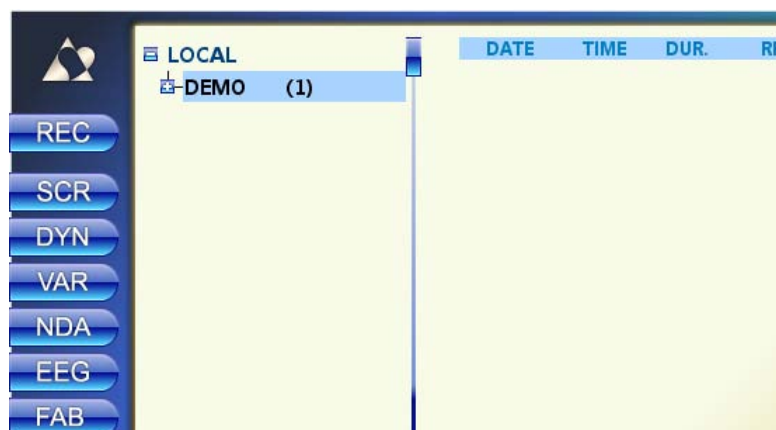 LOCAL
DEMO (1)
DATE TIME DUR.
REC
SCR
DYN
VAR
NDA
EEG
FAB